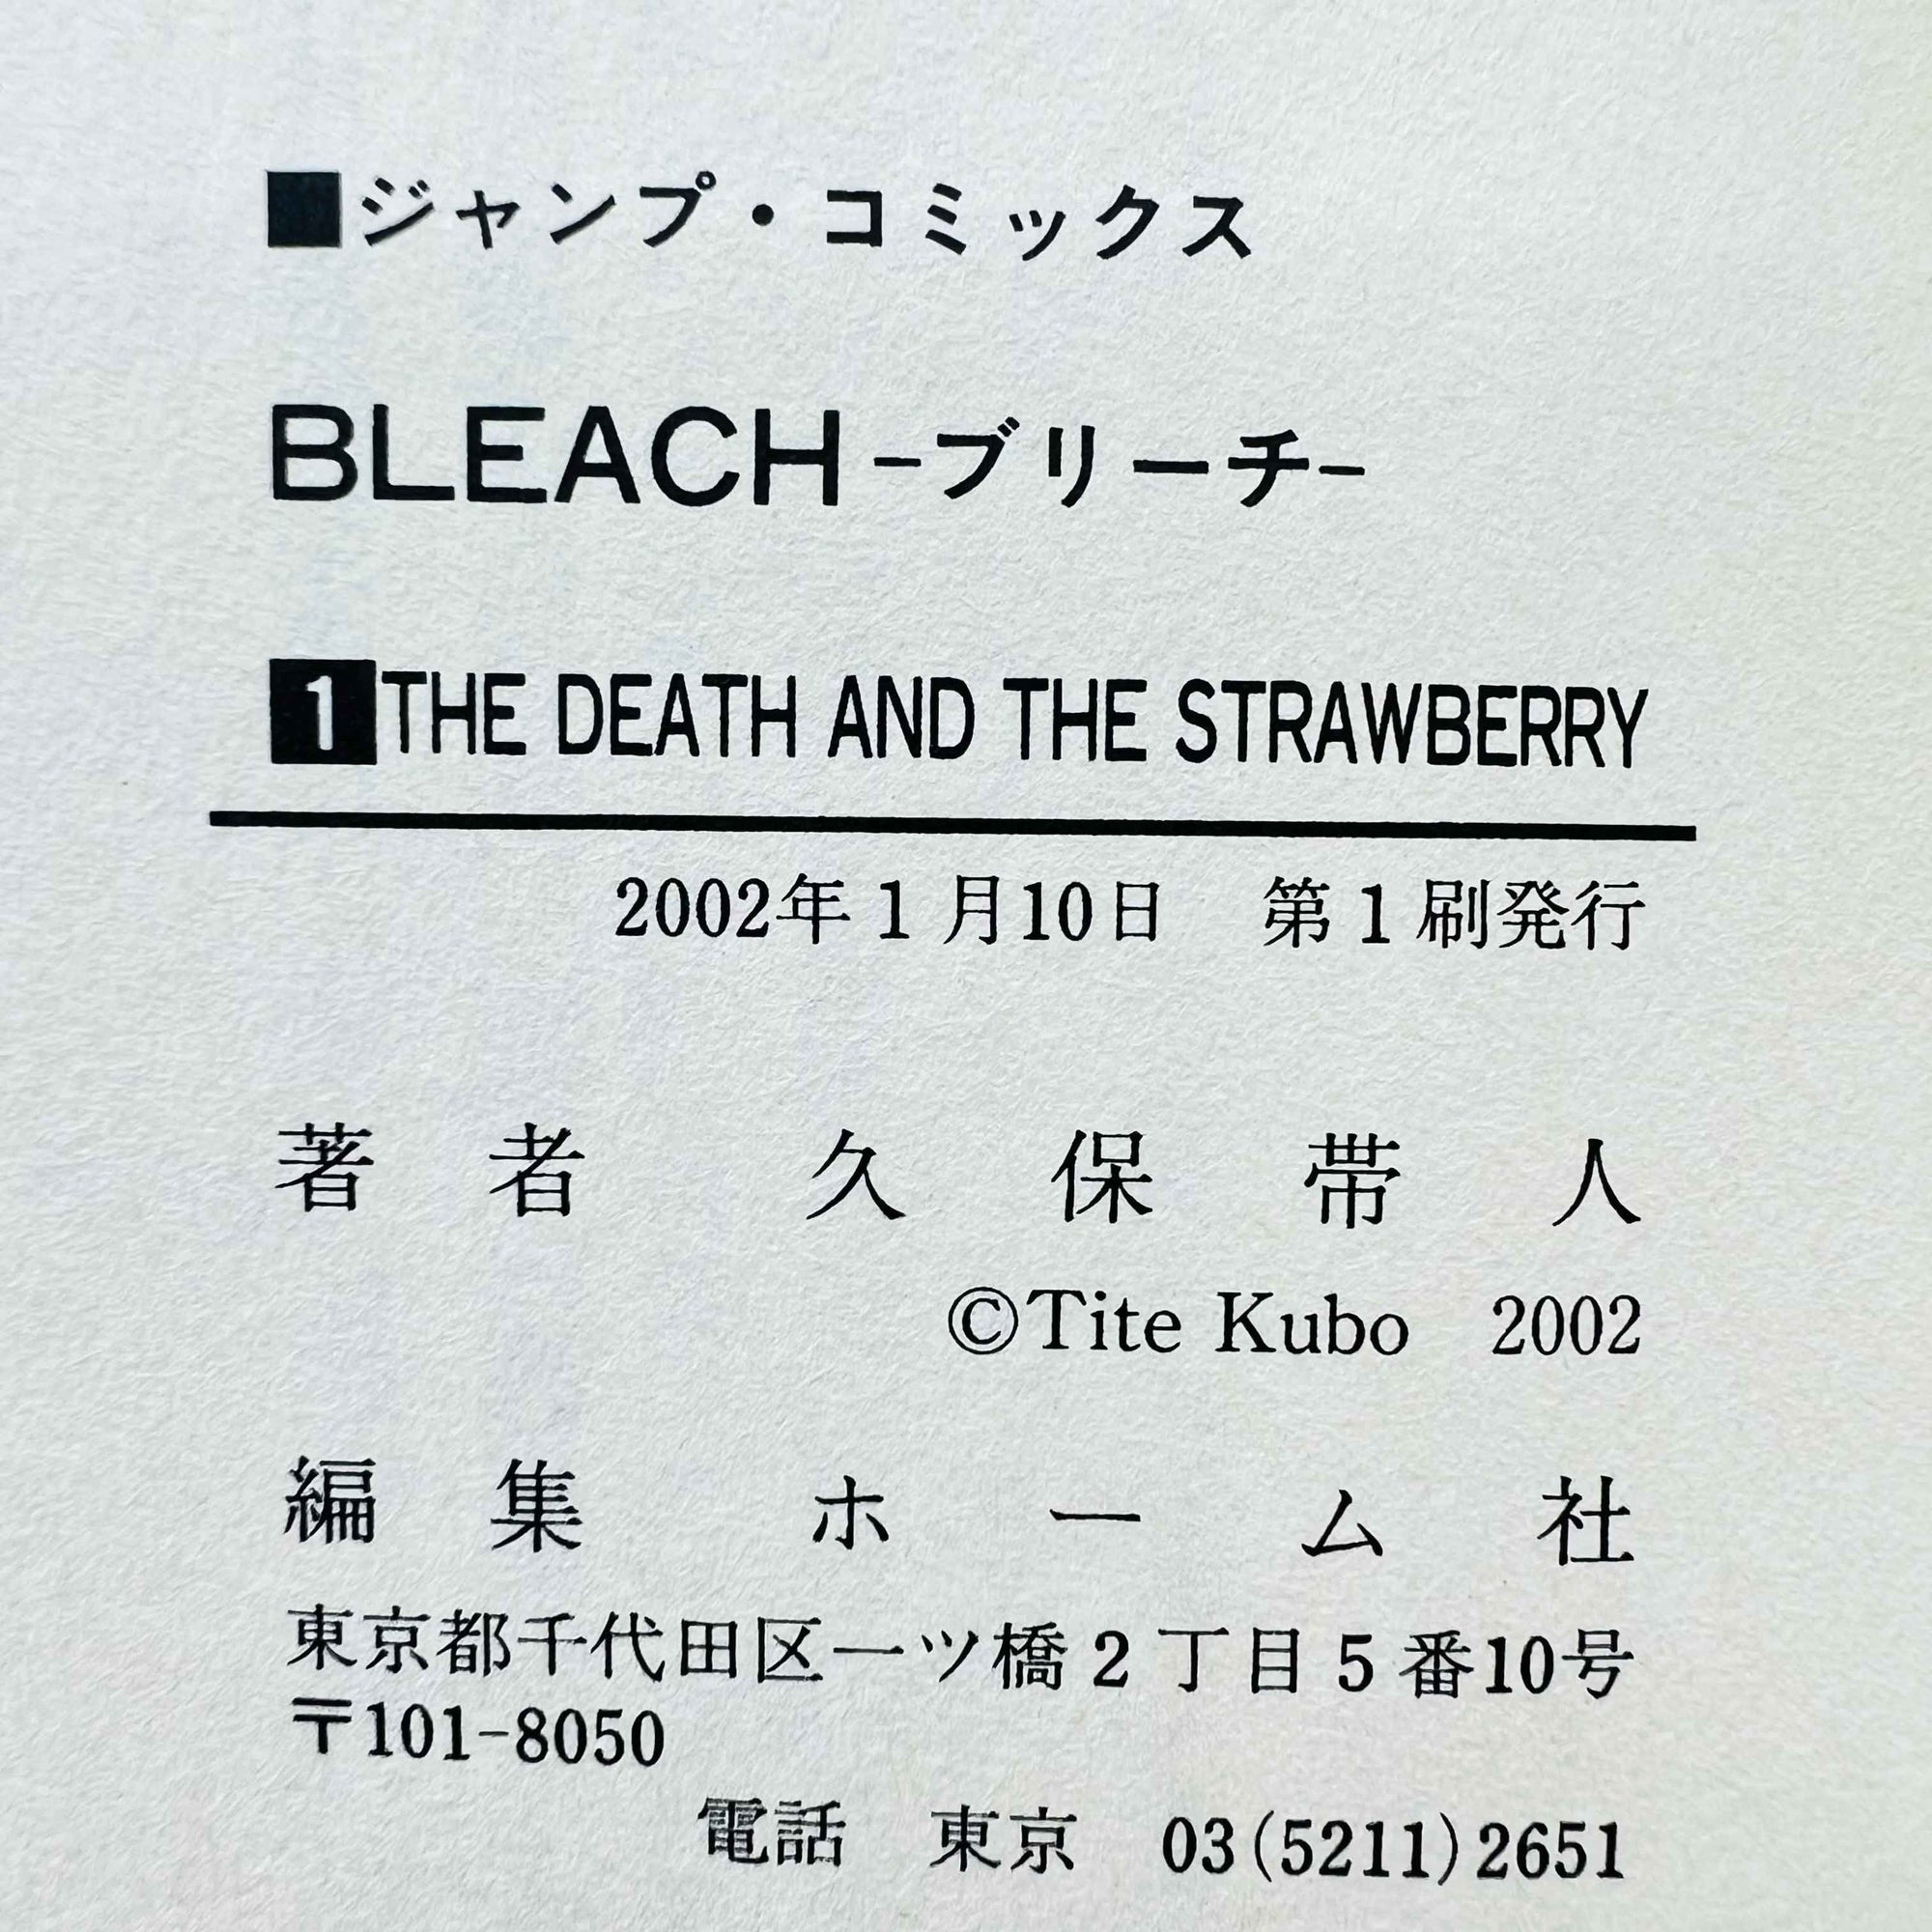 ■ジャンプ・コミックス
BLEACH-ブリーチ-
1 THE DEATH AND THE STRAWBERRY
2002年1月10日 第1刷発行
著者 久保帯人
©Tite Kubo 2002
編集 ホーム社
東京都千代田区一ツ橋2丁目5番10号
〒101-8050
電話 東京 03(5211)2651